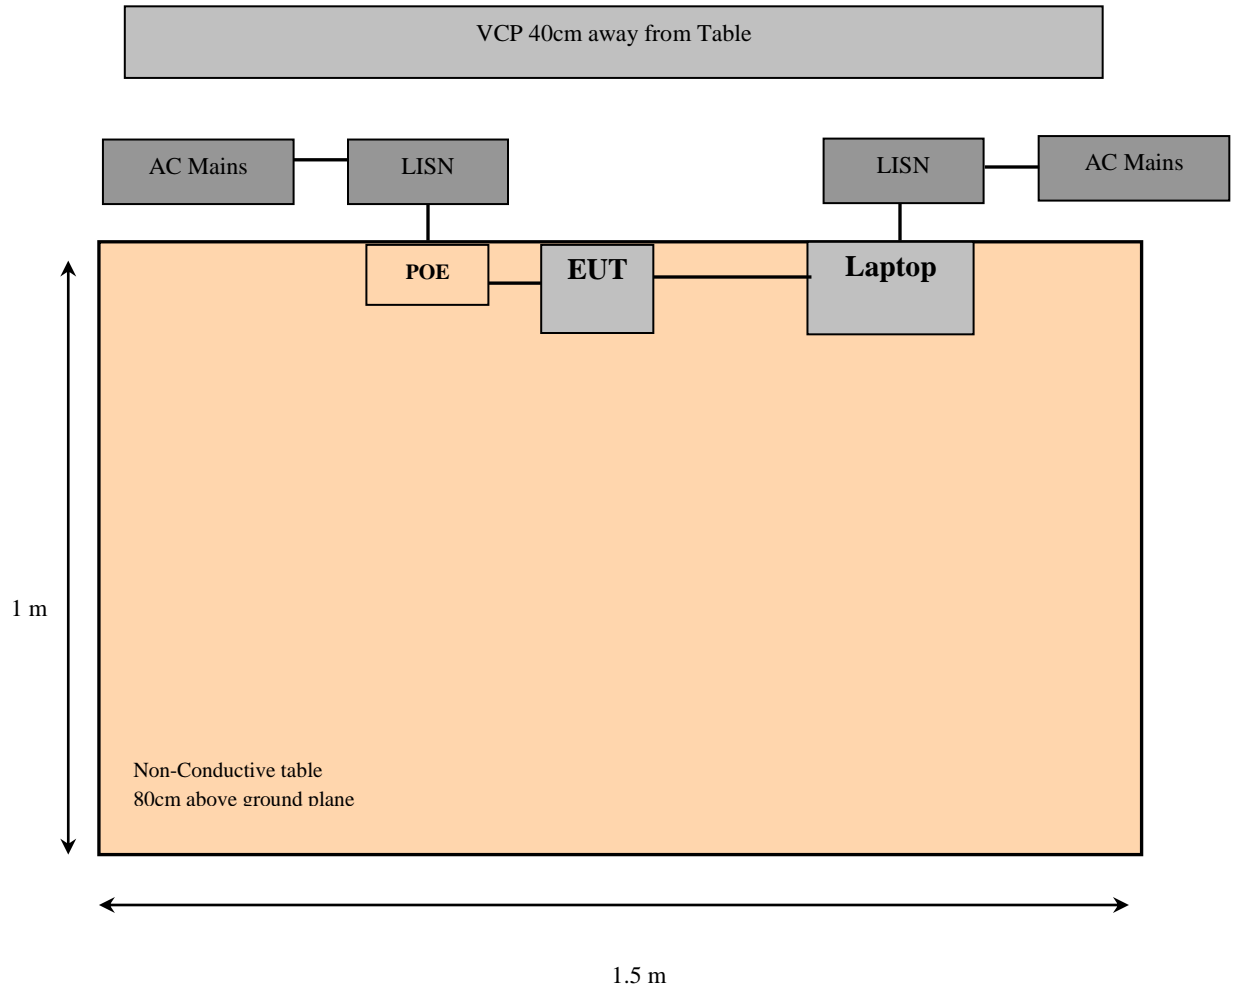 VCP 40cm away from Table
AC Mains
LISN
LISN
AC Mains
POE
EUT
Laptop
1 m
Non-Conductive table
80cm above ground plane
1.5 m